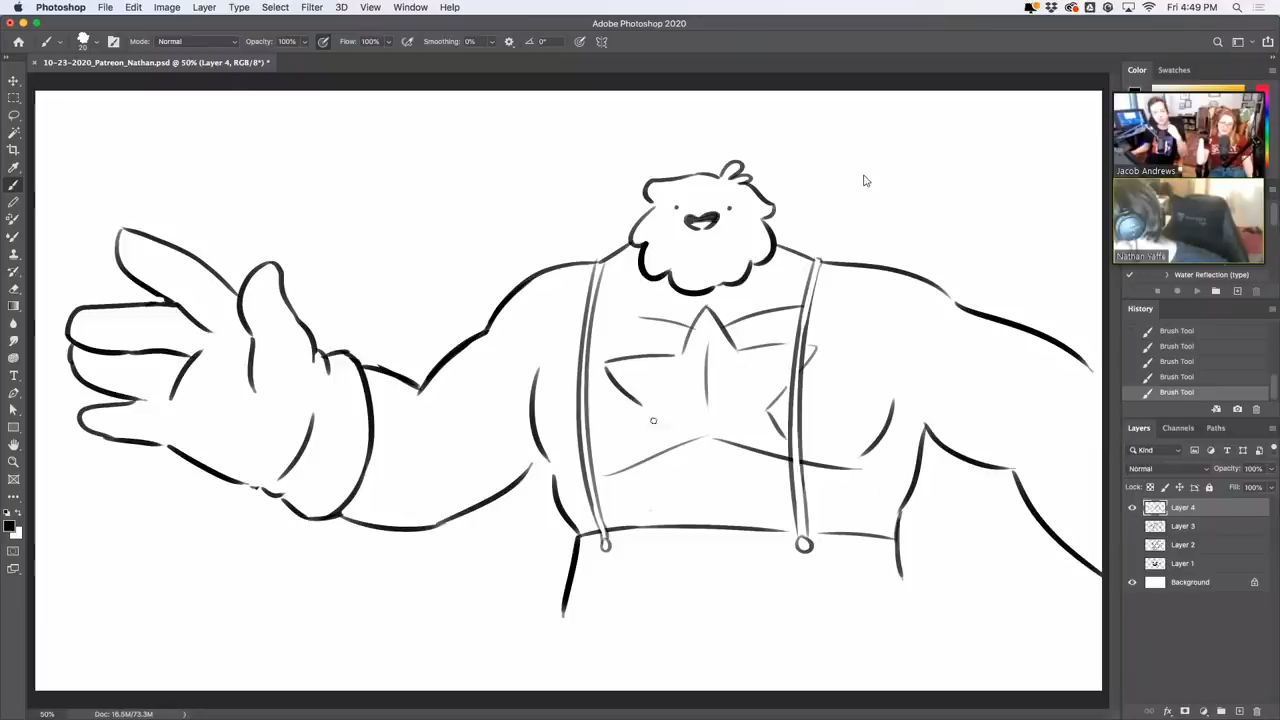 Photoshop File Edit Image Layer Type Select Filter 3D View Window Help Fri 4:49 PM
Adobe Photoshop 2020
20 Mode: Normal Opacity: 100% Flow: 100% Smoothing: 0% 0°
10-23-2020_Patreon_Nathan.psd @ 50% (Layer 4, RGB/8*) *
Color Swatches
Jacob Andrews
Nathan Yaffe
Water Reflection (type)
History
Brush Tool
Brush Tool
Brush Tool
Brush Tool
Brush Tool
Layers Channels Paths
Kind
Normal Opacity: 100%
Lock: Fill: 100%
Layer 4
Layer 3
Layer 2
Layer 1
Background
50% Doc: 16.5M/73.3M